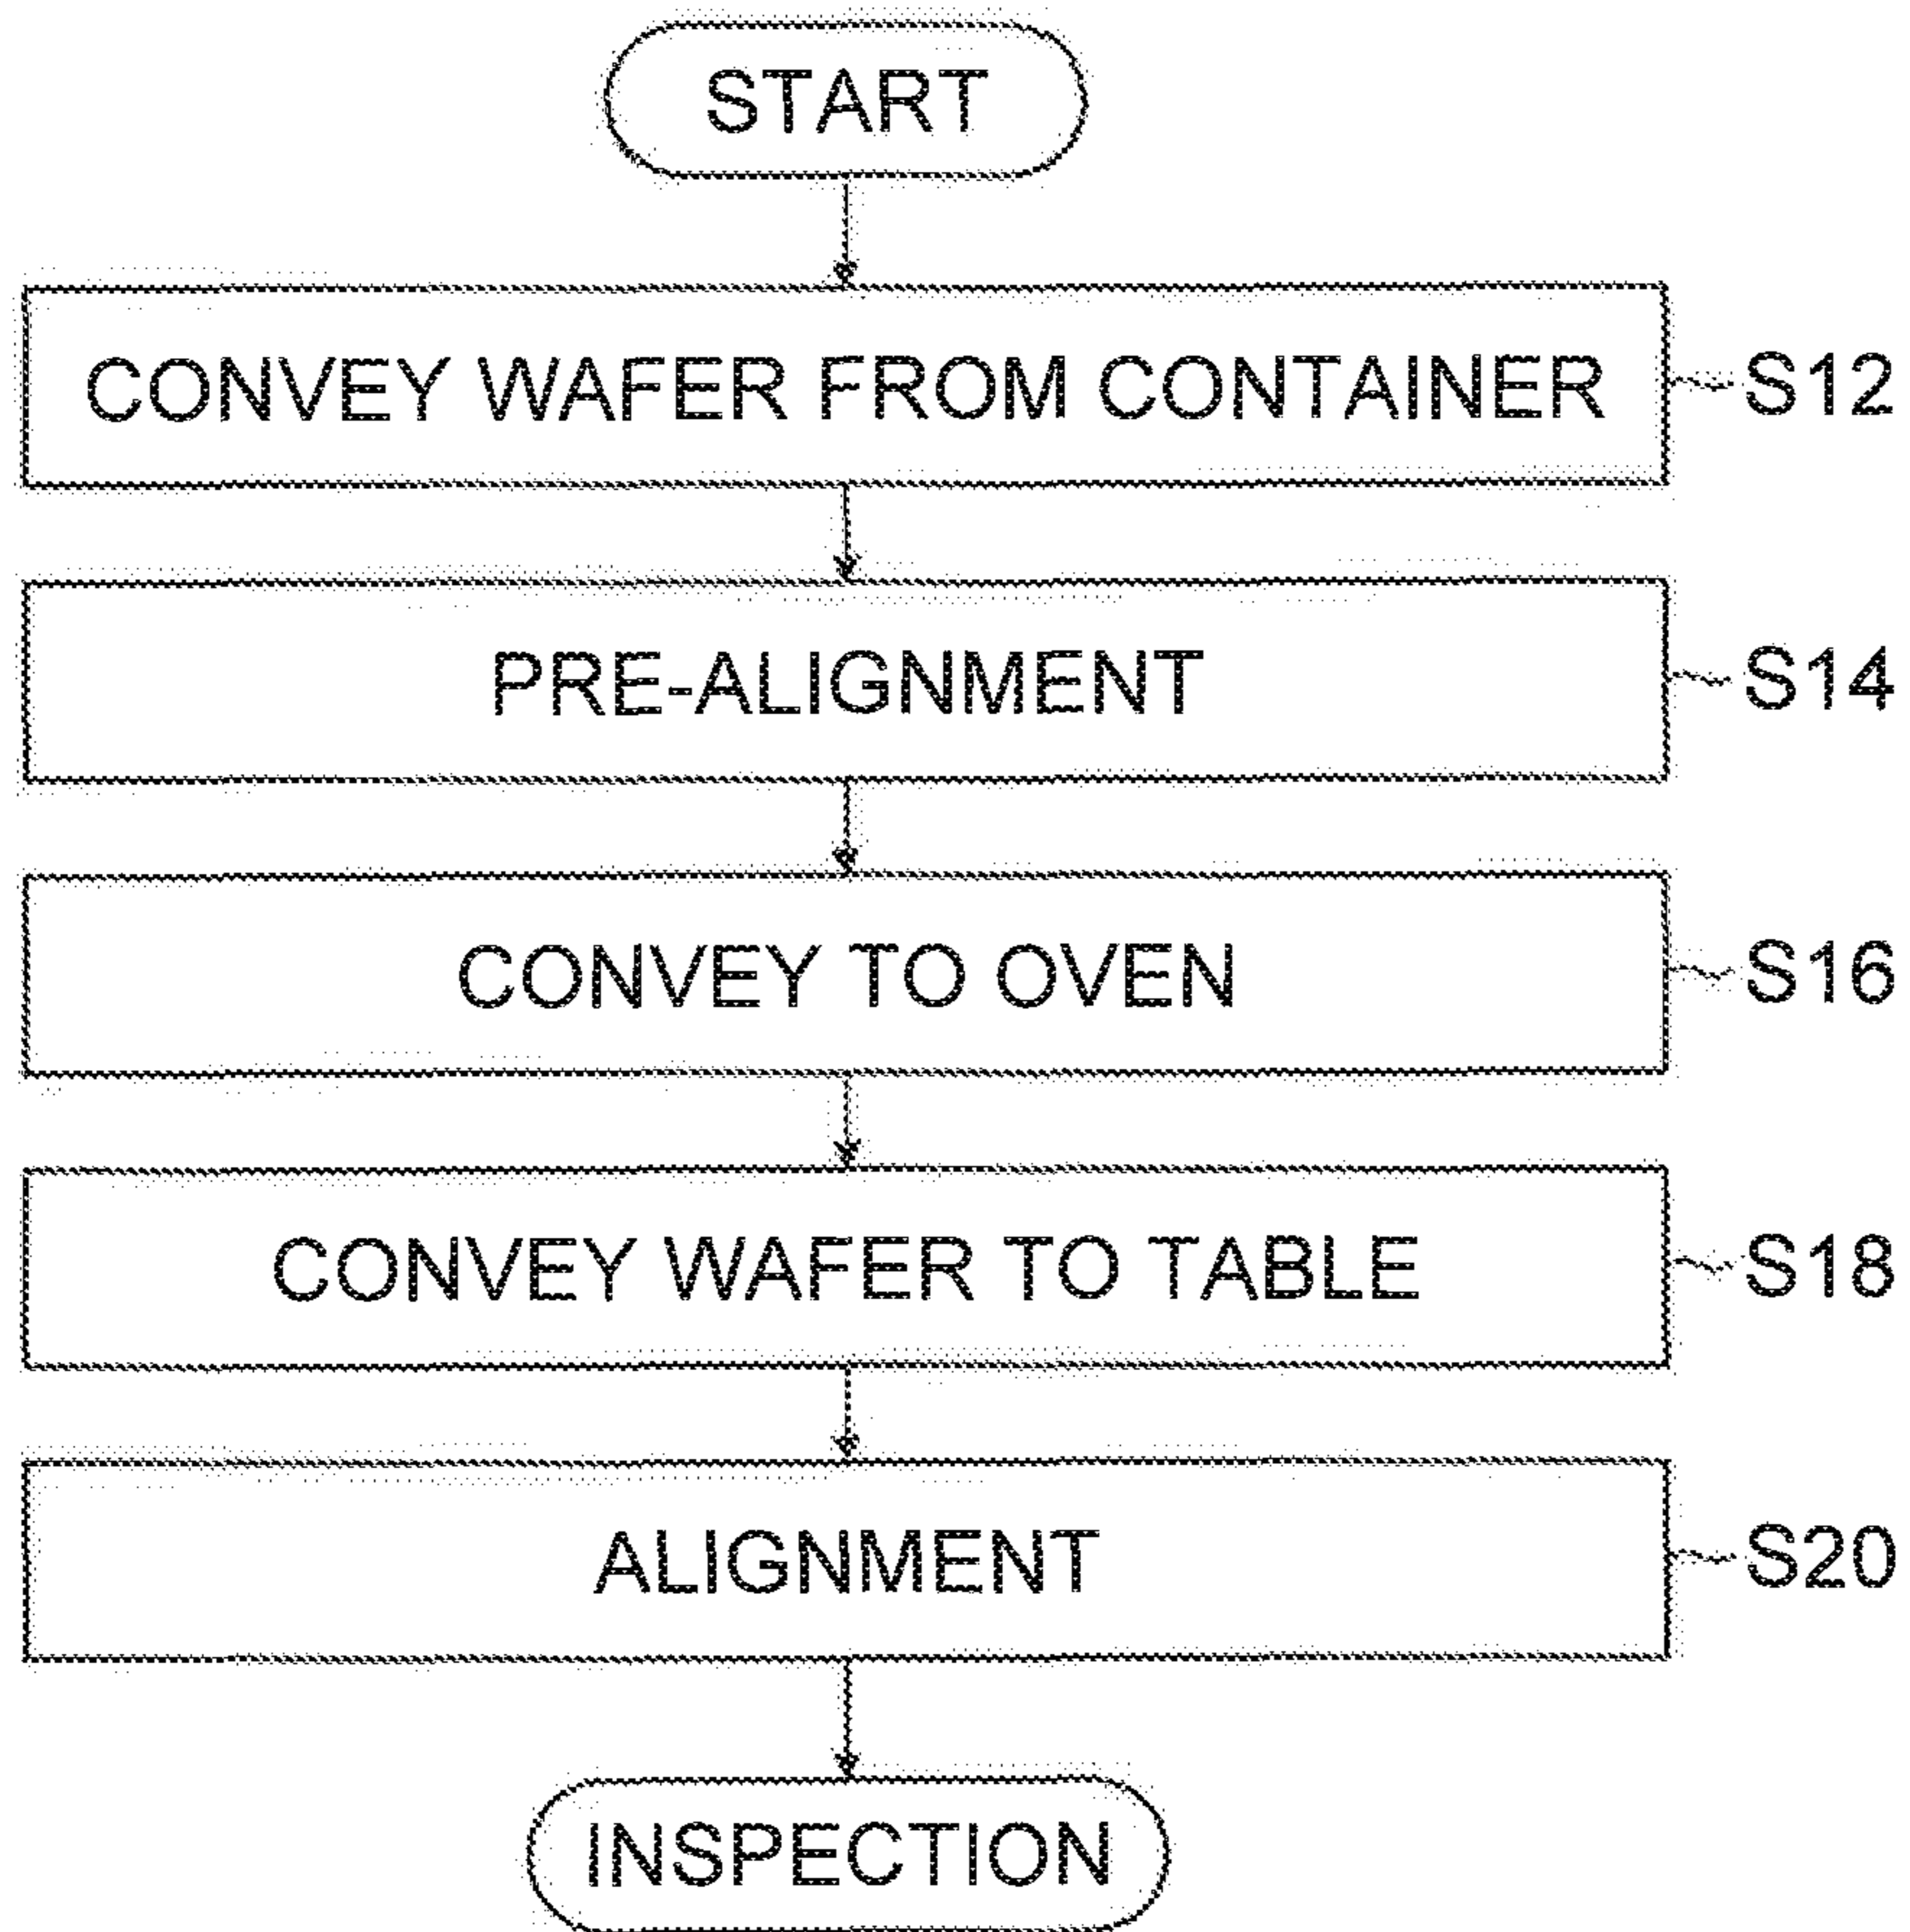 START
CONVEY WAFER FROM CONTAINER S12
PRE-ALIGNMENT S14
CONVEY TO OVEN S16
CONVEY WAFER TO TABLE S18
ALIGNMENT S20
INSPECTION